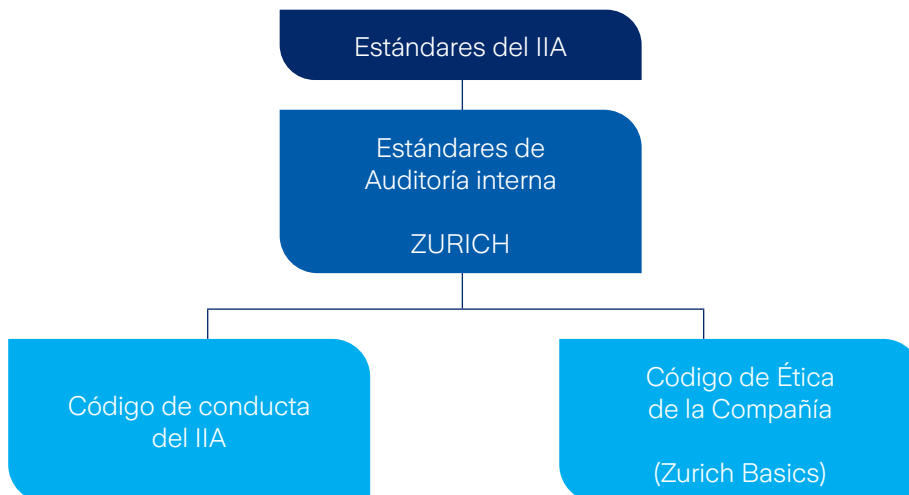 Estándares del IIA
Estándares de
Auditoría interna
ZURICH
Código de conducta
del IIA
Código de Ética
de la Compañía
(Zurich Basics)